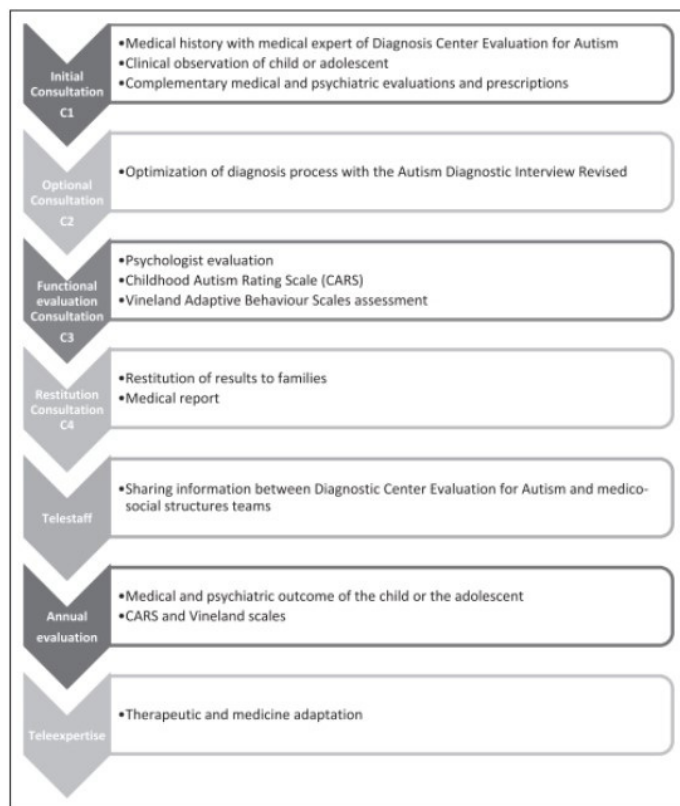 Initial
Consultation
C1
•Medical history with medical expert of Diagnosis Center Evaluation for Autism
•Clinical observation of child or adolescent
•Complementary medical and psychiatric evaluations and prescriptions
Optional
Consultation
C2
•Optimization of diagnosis process with the Autism Diagnostic Interview Revised
Functional
evaluation
Consultation
C3
•Psychologist evaluation
•Childhood Autism Rating Scale (CARS)
•Vineland Adaptive Behaviour Scales assessment
Restitution
Consultation
C4
•Restitution of results to families
•Medical report
Telestaff
•Sharing information between Diagnostic Center Evaluation for Autism and medico-
social structures teams
Annual
evaluation
•Medical and psychiatric outcome of the child or the adolescent
•CARS and Vineland scales
Teleexpertise
•Therapeutic and medicine adaptation